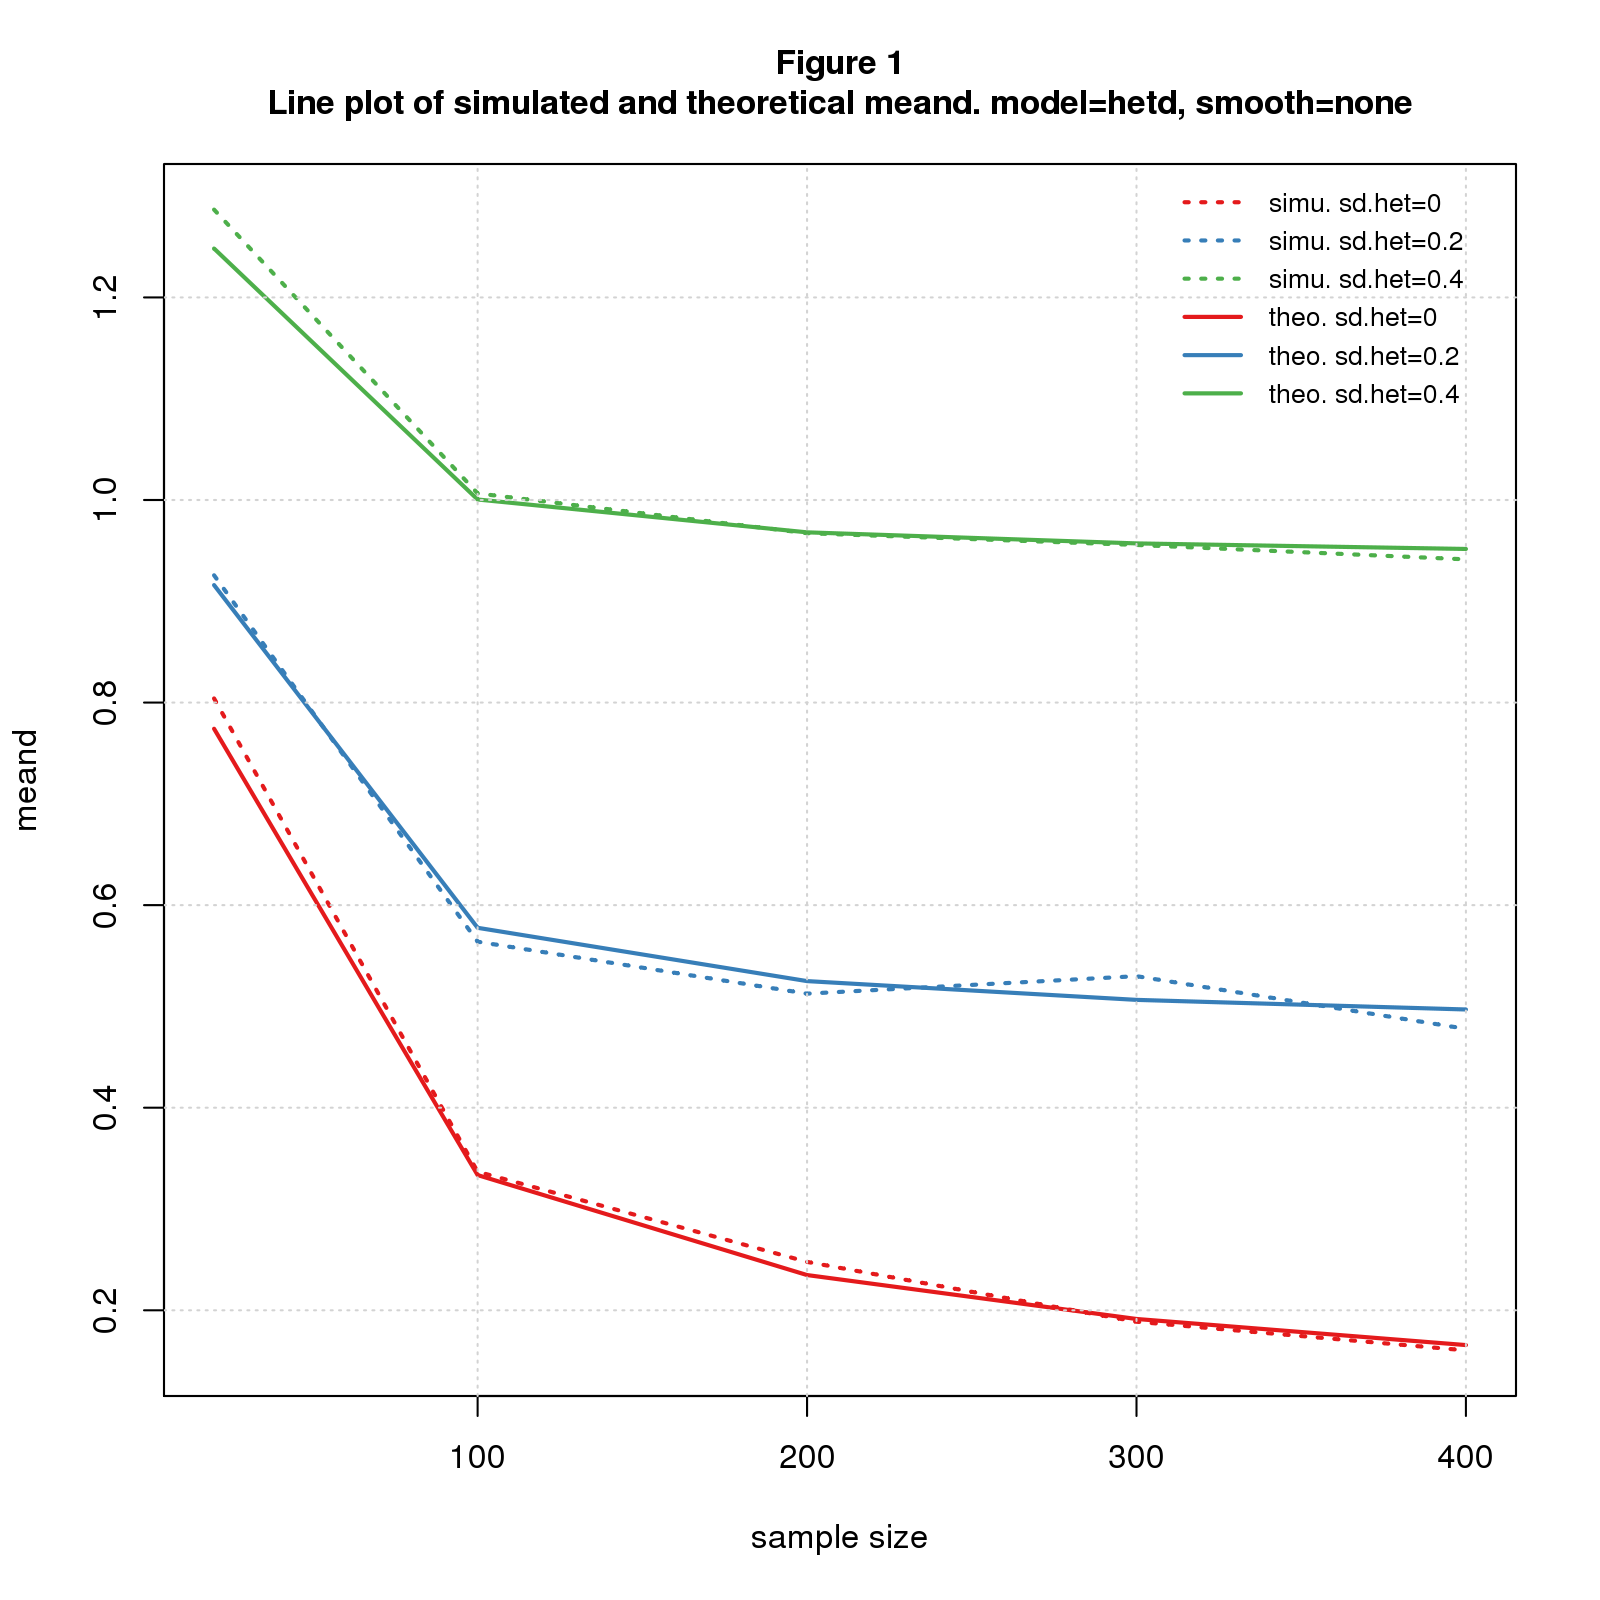 Figure 1
Line plot of simulated and theoretical meand. model=hetd, smooth=none
simu. sd.het=0
simu. sd.het=0.2
simu. sd.het=0.4
theo. sd.het=0
theo. sd.het=0.2
theo. sd.het=0.4
1.2
1.0
0.8
0.6
0.4
0.2
meand
100 200 300 400
sample size